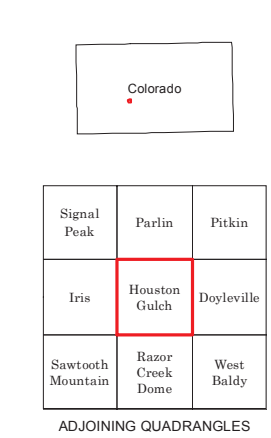 Colorado
Signal
Peak
Parlin
Pitkin
Iris
Houston
Gulch
Doyleville
Sawtooth
Mountain
Razor
Creek
Dome
West
Baldy
ADJOINING QUADRANGLES